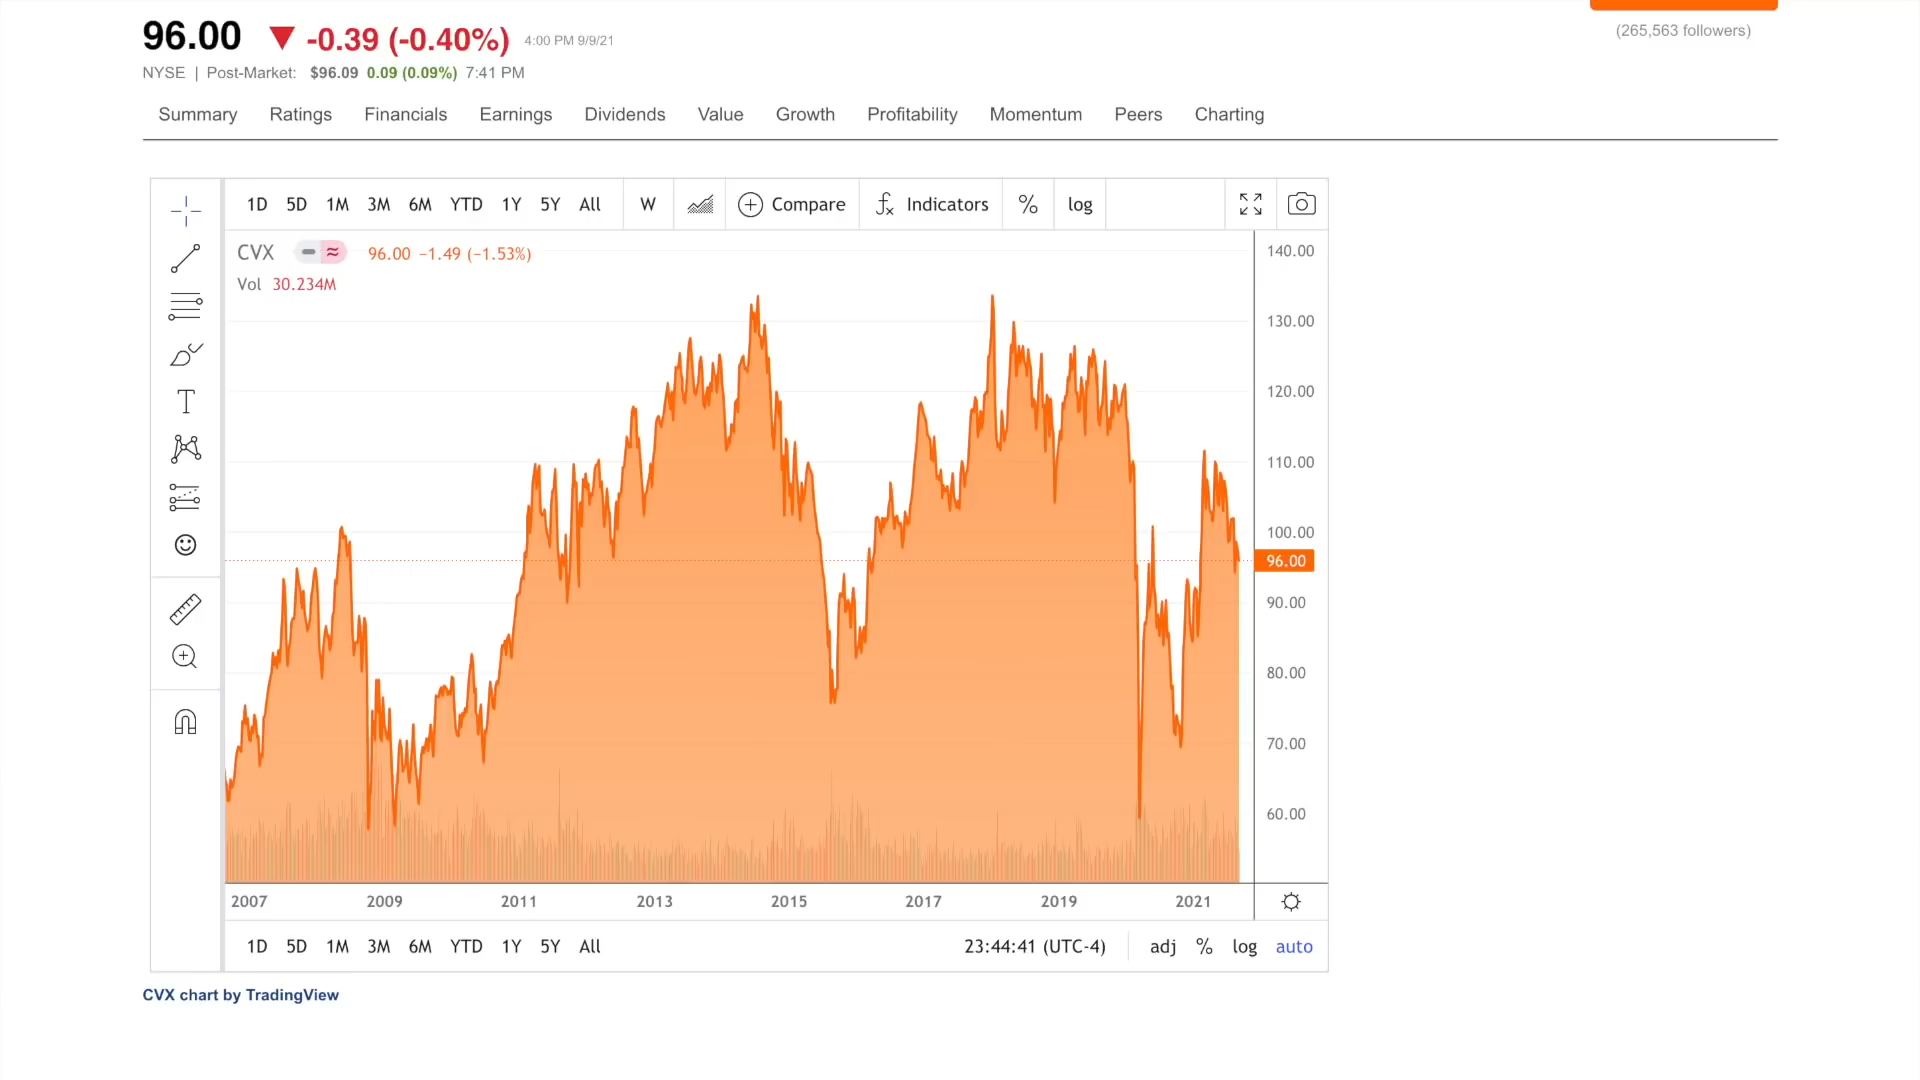 96.00 ▼ -0.39 (-0.40%) 4:00 PM 9/9/21
(265,563 followers)
NYSE | Post-Market: $96.09 0.09 (0.09%) 7:41 PM
Summary Ratings Financials Earnings Dividends Value Growth Profitability Momentum Peers Charting
1D 5D 1M 3M 6M YTD 1Y 5Y All W Compare Indicators % log
CVX 96.00 −1.49 (−1.53%)
Vol 30.234M
140.00
130.00
120.00
110.00
100.00
96.00
90.00
80.00
70.00
60.00
2007 2009 2011 2013 2015 2017 2019 2021
1D 5D 1M 3M 6M YTD 1Y 5Y All 23:44:41 (UTC-4) adj % log auto
CVX chart by TradingView